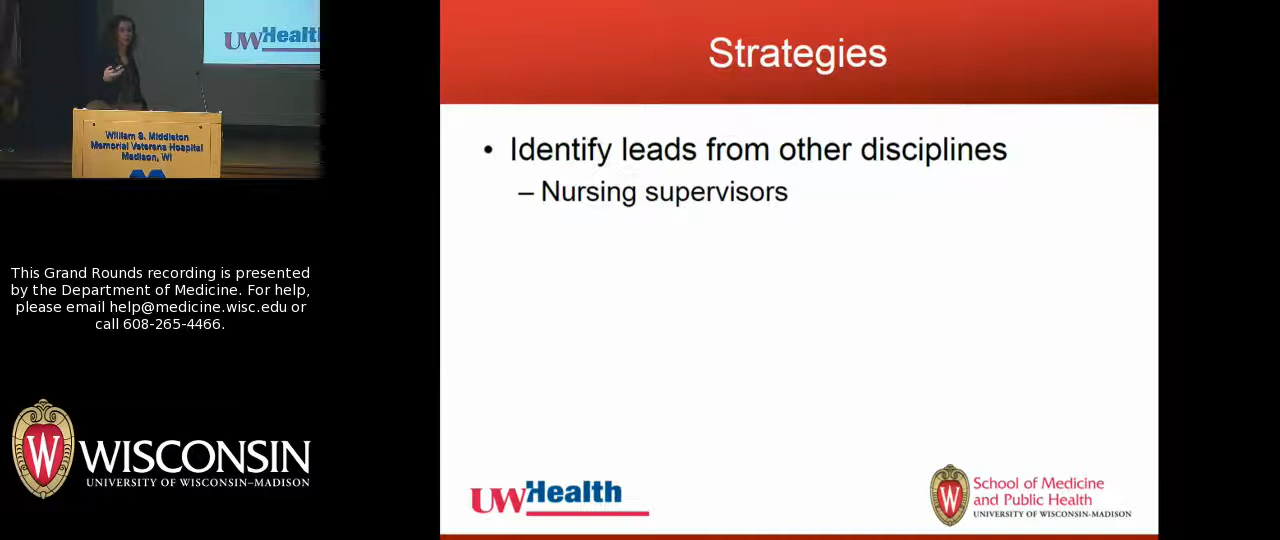 UWHealth
William S. Middleton
Memorial Veterans Hospital
Madison, WI
This Grand Rounds recording is presented
by the Department of Medicine. For help,
please email help@medicine.wisc.edu or
call 608-265-4466.
W
WISCONSIN
UNIVERSITY OF WISCONSIN–MADISON
Strategies
• Identify leads from other disciplines
– Nursing supervisors
UWHealth
W
School of Medicine
and Public Health
UNIVERSITY OF WISCONSIN-MADISON